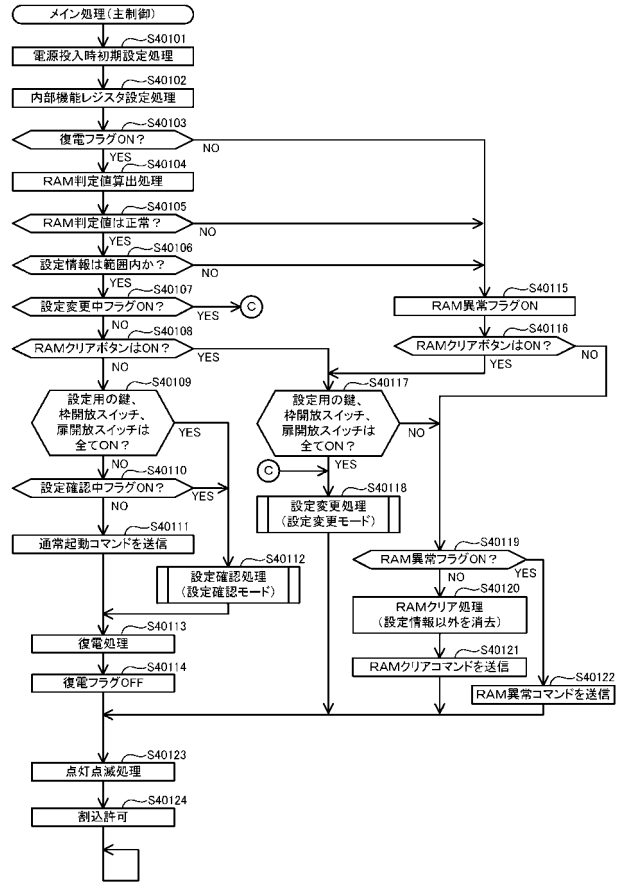 メイン処理(主制御)
S40101
電源投入時初期設定処理
S40102
内部機能レジスタ設定処理
S40103
復電フラグON?
NO
YES
S40104
RAM判定値算出処理
S40105
RAM判定値は正常?
NO
YES
S40106
設定情報は範囲内か?
NO
YES
S40107
設定変更中フラグON?
YES
C
NO
S40108
RAMクリアボタンはON?
YES
NO
S40115
RAM異常フラグON
S40116
RAMクリアボタンはON?
NO
YES
S40109
設定用の鍵、
枠開放スイッチ、
扉開放スイッチは
全てON?
YES
NO
S40110
設定確認中フラグON?
YES
NO
S40111
通常起動コマンドを送信
S40112
設定確認処理
(設定確認モード)
S40113
復電処理
S40114
復電フラグOFF
S40117
設定用の鍵、
枠開放スイッチ、
扉開放スイッチは
全てON?
NO
YES
C
S40118
設定変更処理
(設定変更モード)
S40119
RAM異常フラグON?
YES
NO
S40120
RAMクリア処理
(設定情報以外を消去)
S40121
RAMクリアコマンドを送信
S40122
RAM異常コマンドを送信
S40123
点灯点滅処理
S40124
割込許可